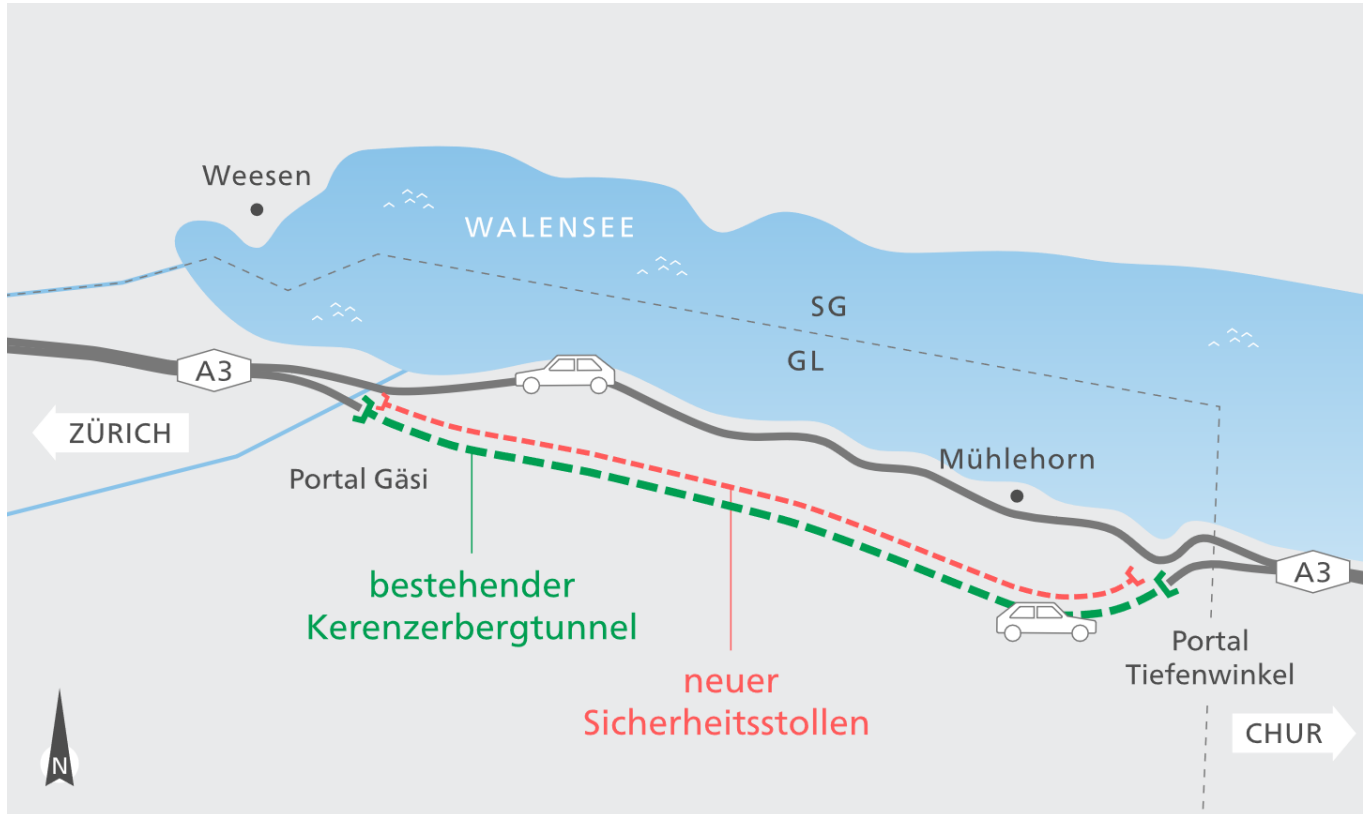 Weesen
WALENSEE
SG
GL
A3
ZÜRICH
Portal Gäsi
Mühlehorn
A3
bestehender
Kerenzerbergtunnel
neuer
Sicherheitsstollen
Portal
Tiefenwinkel
CHUR
N